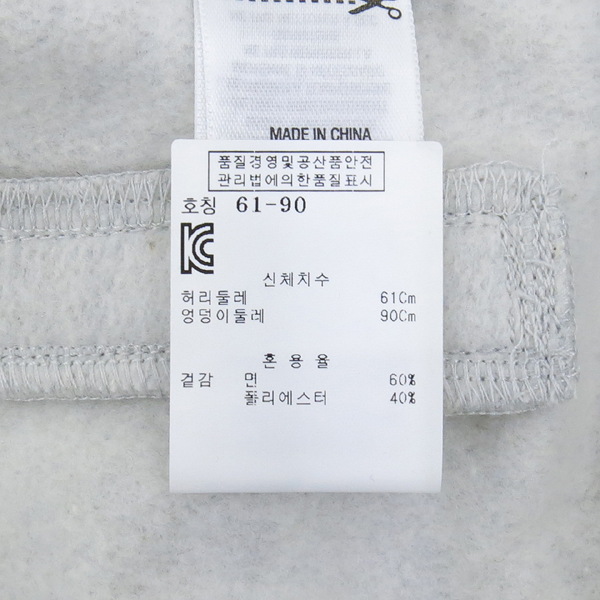 MADE IN CHINA
품질경영및공산품안전
관리법에의한품질표시
호칭 61-90
신체치수
허리둘레 61Cm
엉덩이둘레 90Cm
혼용율
겉감 면 60%
폴리에스터 40%